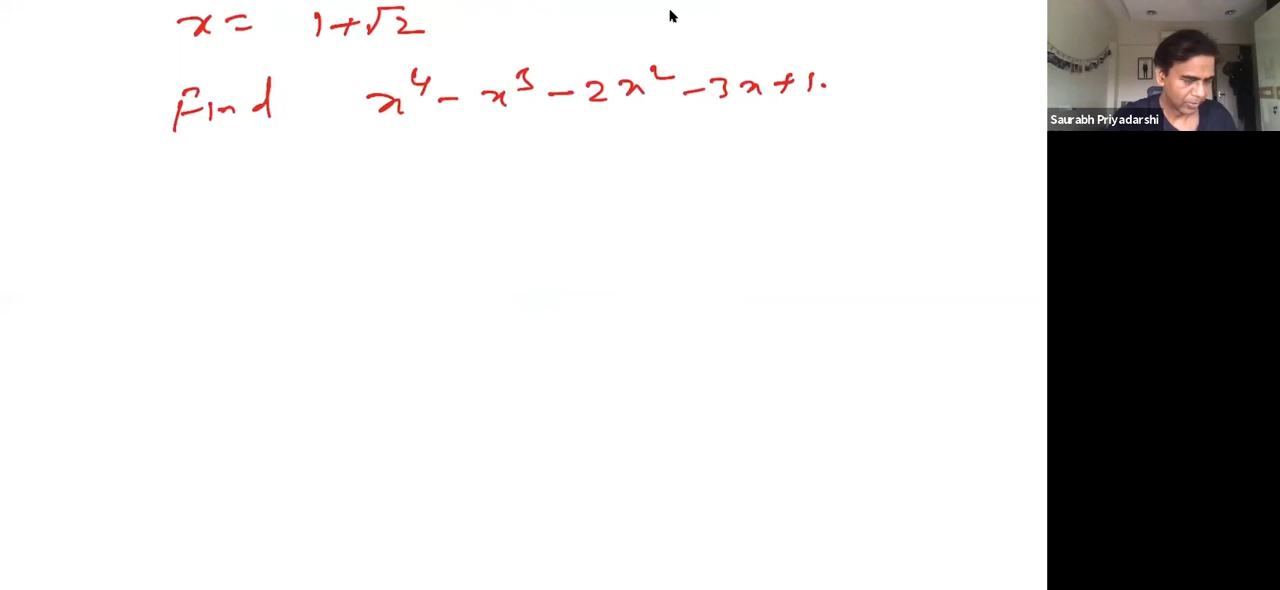 x = 1+√2
Find x⁴ - x³ - 2x² - 3x + 1.
Saurabh Priyadarshi